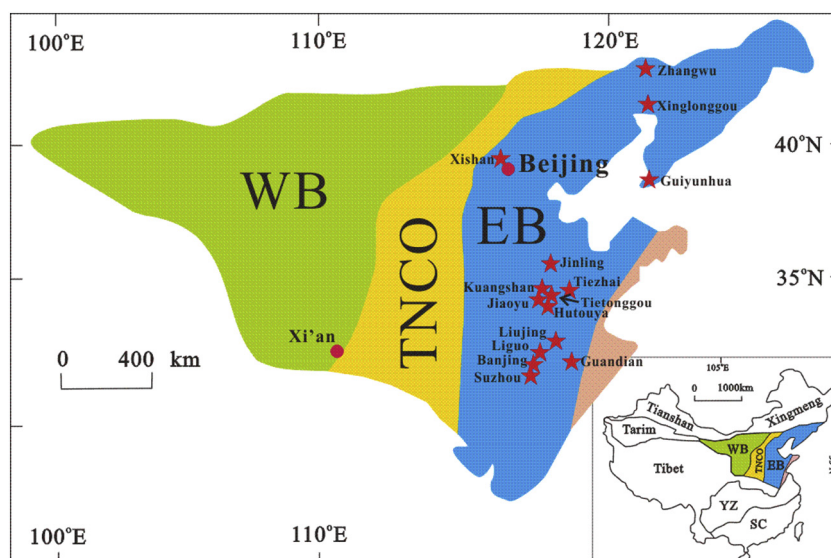 100°E
110°E
120°E
Zhangwu
Xinglonggou
40°N
Xishan
Beijing
WB
Guiyunhua
EB
TNCO
Jinling
35°N
Kuangshan
Tiezhai
Jiaoyu
Tietonggou
Hutouya
Xi'an
Liujing
Liguo
Banjing
Guandian
Suzhou
0 400 km
105°E
0 1000km
Tianshan
Xingmeng
Tarim
WB
TNCO
EB
Tibet
YZ
SC
100°E
110°E